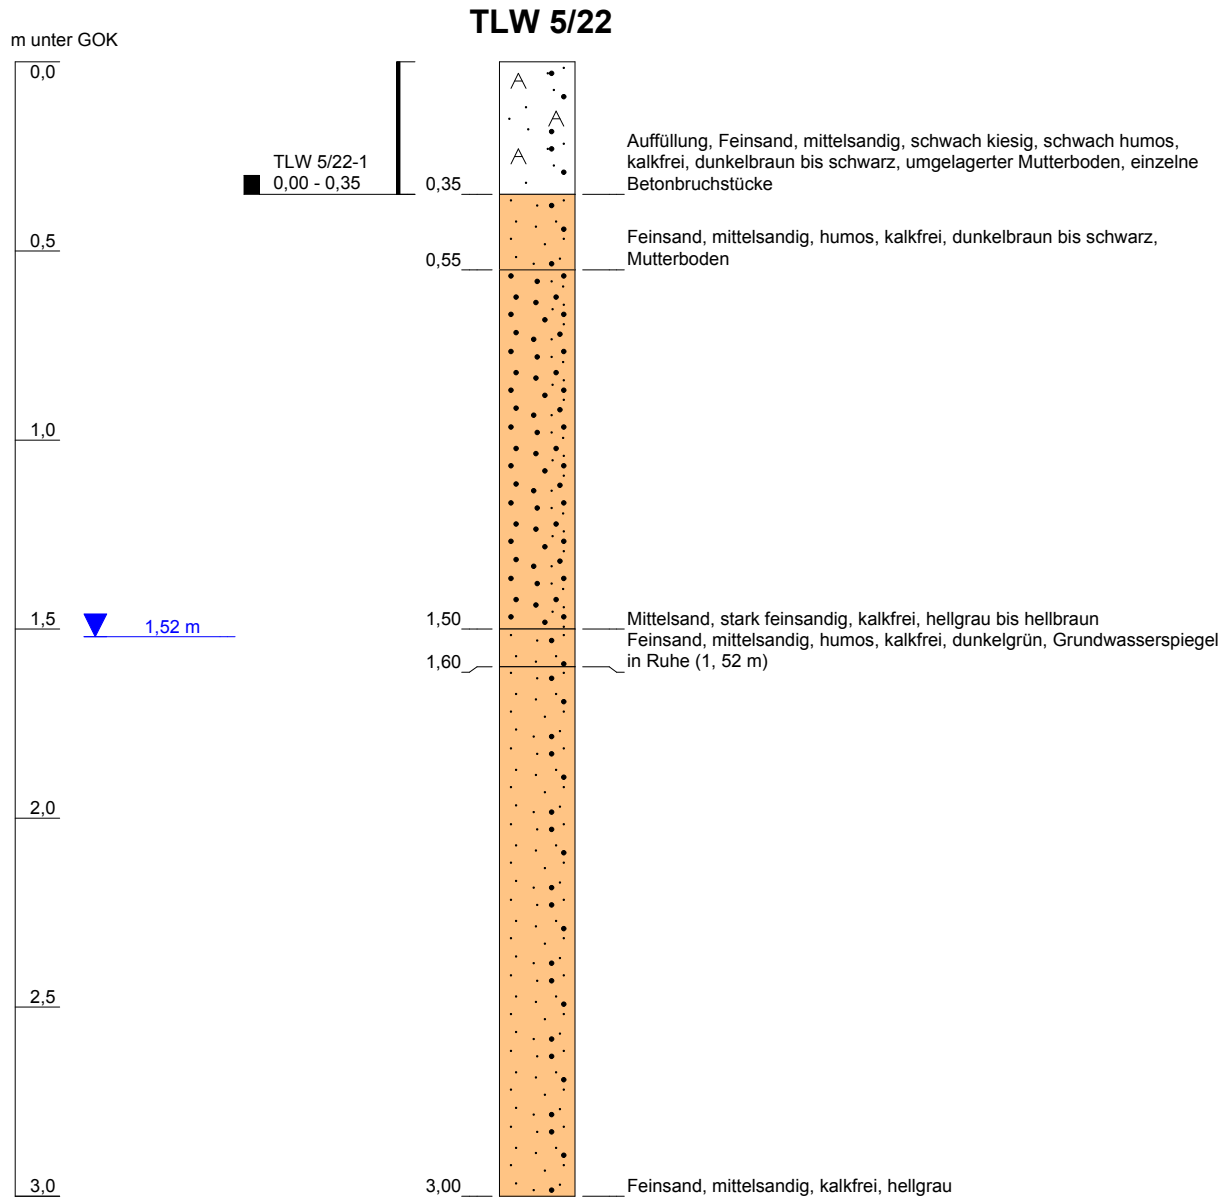 TLW 5/22
m unter GOK
0,0
TLW 5/22-1
0,00 - 0,35
0,35
Auffüllung, Feinsand, mittelsandig, schwach kiesig, schwach humos,
kalkfrei, dunkelbraun bis schwarz, umgelagerter Mutterboden, einzelne
Betonbruchstücke
0,5
0,55
Feinsand, mittelsandig, humos, kalkfrei, dunkelbraun bis schwarz,
Mutterboden
1,0
1,5
1,52 m
1,50
Mittelsand, stark feinsandig, kalkfrei, hellgrau bis hellbraun
1,60
Feinsand, mittelsandig, humos, kalkfrei, dunkelgrün, Grundwasserspiegel
in Ruhe (1, 52 m)
2,0
2,5
3,0
3,00
Feinsand, mittelsandig, kalkfrei, hellgrau
A
A
A